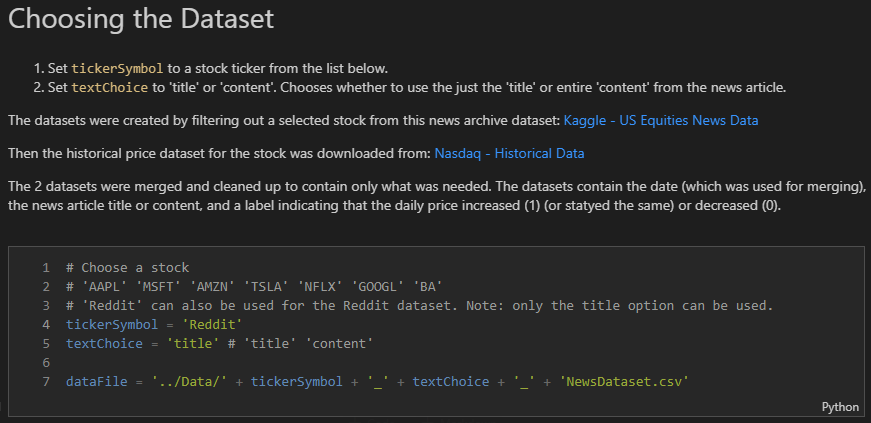 Choosing the Dataset
1. Set tickerSymbol to a stock ticker from the list below.
2. Set textChoice to 'title' or 'content'. Chooses whether to use the just the 'title' or entire 'content' from the news article.
The datasets were created by filtering out a selected stock from this news archive dataset: Kaggle - US Equities News Data
Then the historical price dataset for the stock was downloaded from: Nasdaq - Historical Data
The 2 datasets were merged and cleaned up to contain only what was needed. The datasets contain the date (which was used for merging),
the news article title or content, and a label indicating that the daily price increased (1) (or statyed the same) or decreased (0).
1 # Choose a stock
2 # 'AAPL' 'MSFT' 'AMZN' 'TSLA' 'NFLX' 'GOOGL' 'BA'
3 # 'Reddit' can also be used for the Reddit dataset. Note: only the title option can be used.
4 tickerSymbol = 'Reddit'
5 textChoice = 'title' # 'title' 'content'
6
7 dataFile = '../Data/' + tickerSymbol + '_' + textChoice + '_' + 'NewsDataset.csv'
Python